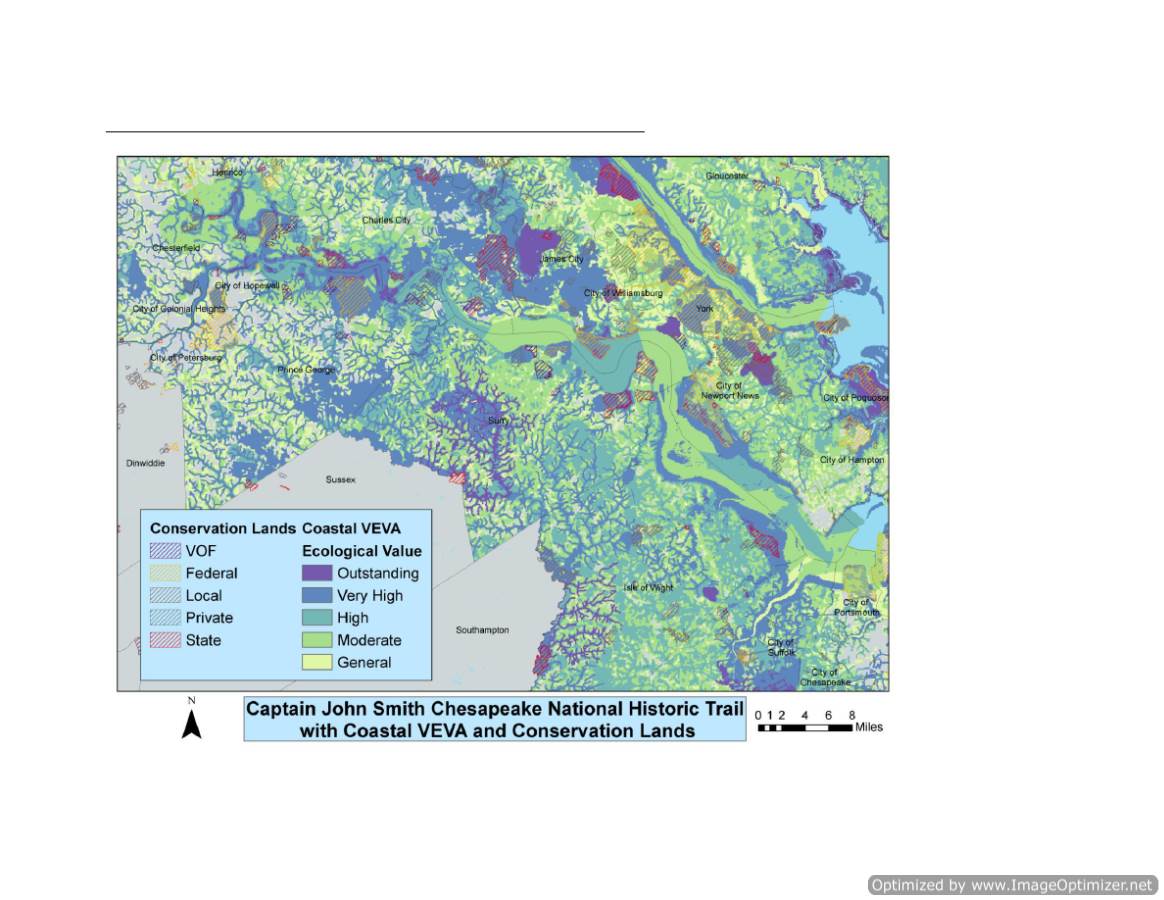 Henrico
Gloucester
Charles City
Chesterfield
James City
City of Hopewell
City of Williamsburg
City of Colonial Heights
York
City of Petersburg
Prince George
City of
Newport News
City of Poquoson
Surry
City of Hampton
Dinwiddie
Sussex
Conservation Lands Coastal VEVA
VOF
Federal
Local
Private
State
Ecological Value
Outstanding
Very High
High
Moderate
General
Isle of Wight
City of
Portsmouth
Southampton
City of
Suffolk
City of
Chesapeake
N
Captain John Smith Chesapeake National Historic Trail
with Coastal VEVA and Conservation Lands
0 1 2 4 6 8
Miles
Optimized by www.ImageOptimizer.net